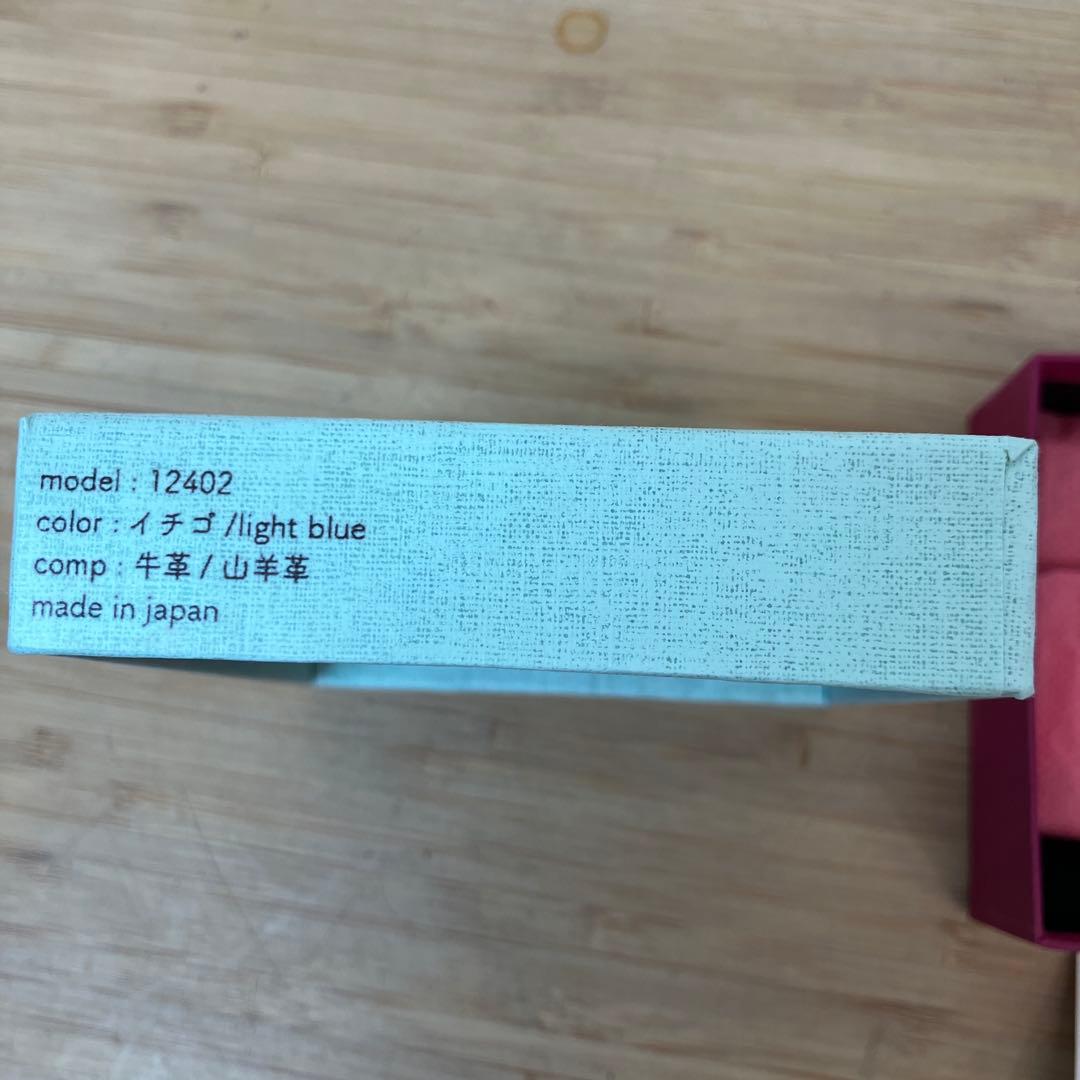 model : 12402
color : イチゴ /light blue
comp : 牛革 / 山羊革
made in japan